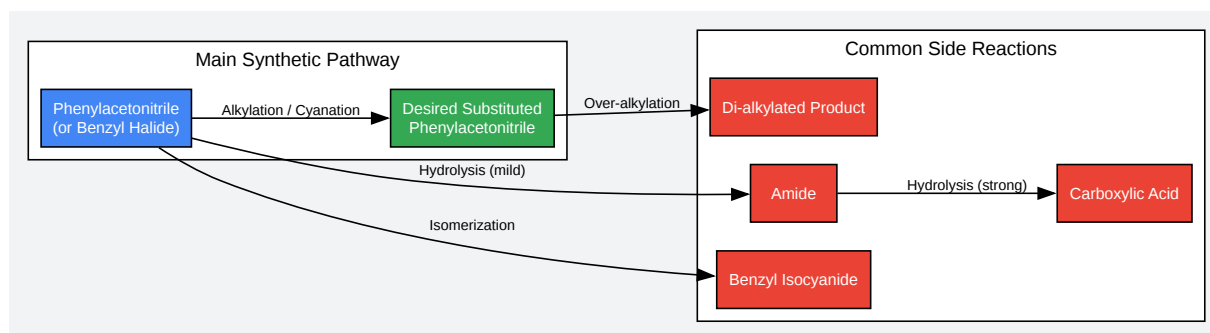 Main Synthetic Pathway
Phenylacetonitrile
(or Benzyl Halide)
Alkylation / Cyanation
Desired Substituted
Phenylacetonitrile
Over-alkylation
Hydrolysis (mild)
Isomerization
Common Side Reactions
Di-alkylated Product
Amide
Hydrolysis (strong)
Carboxylic Acid
Benzyl Isocyanide